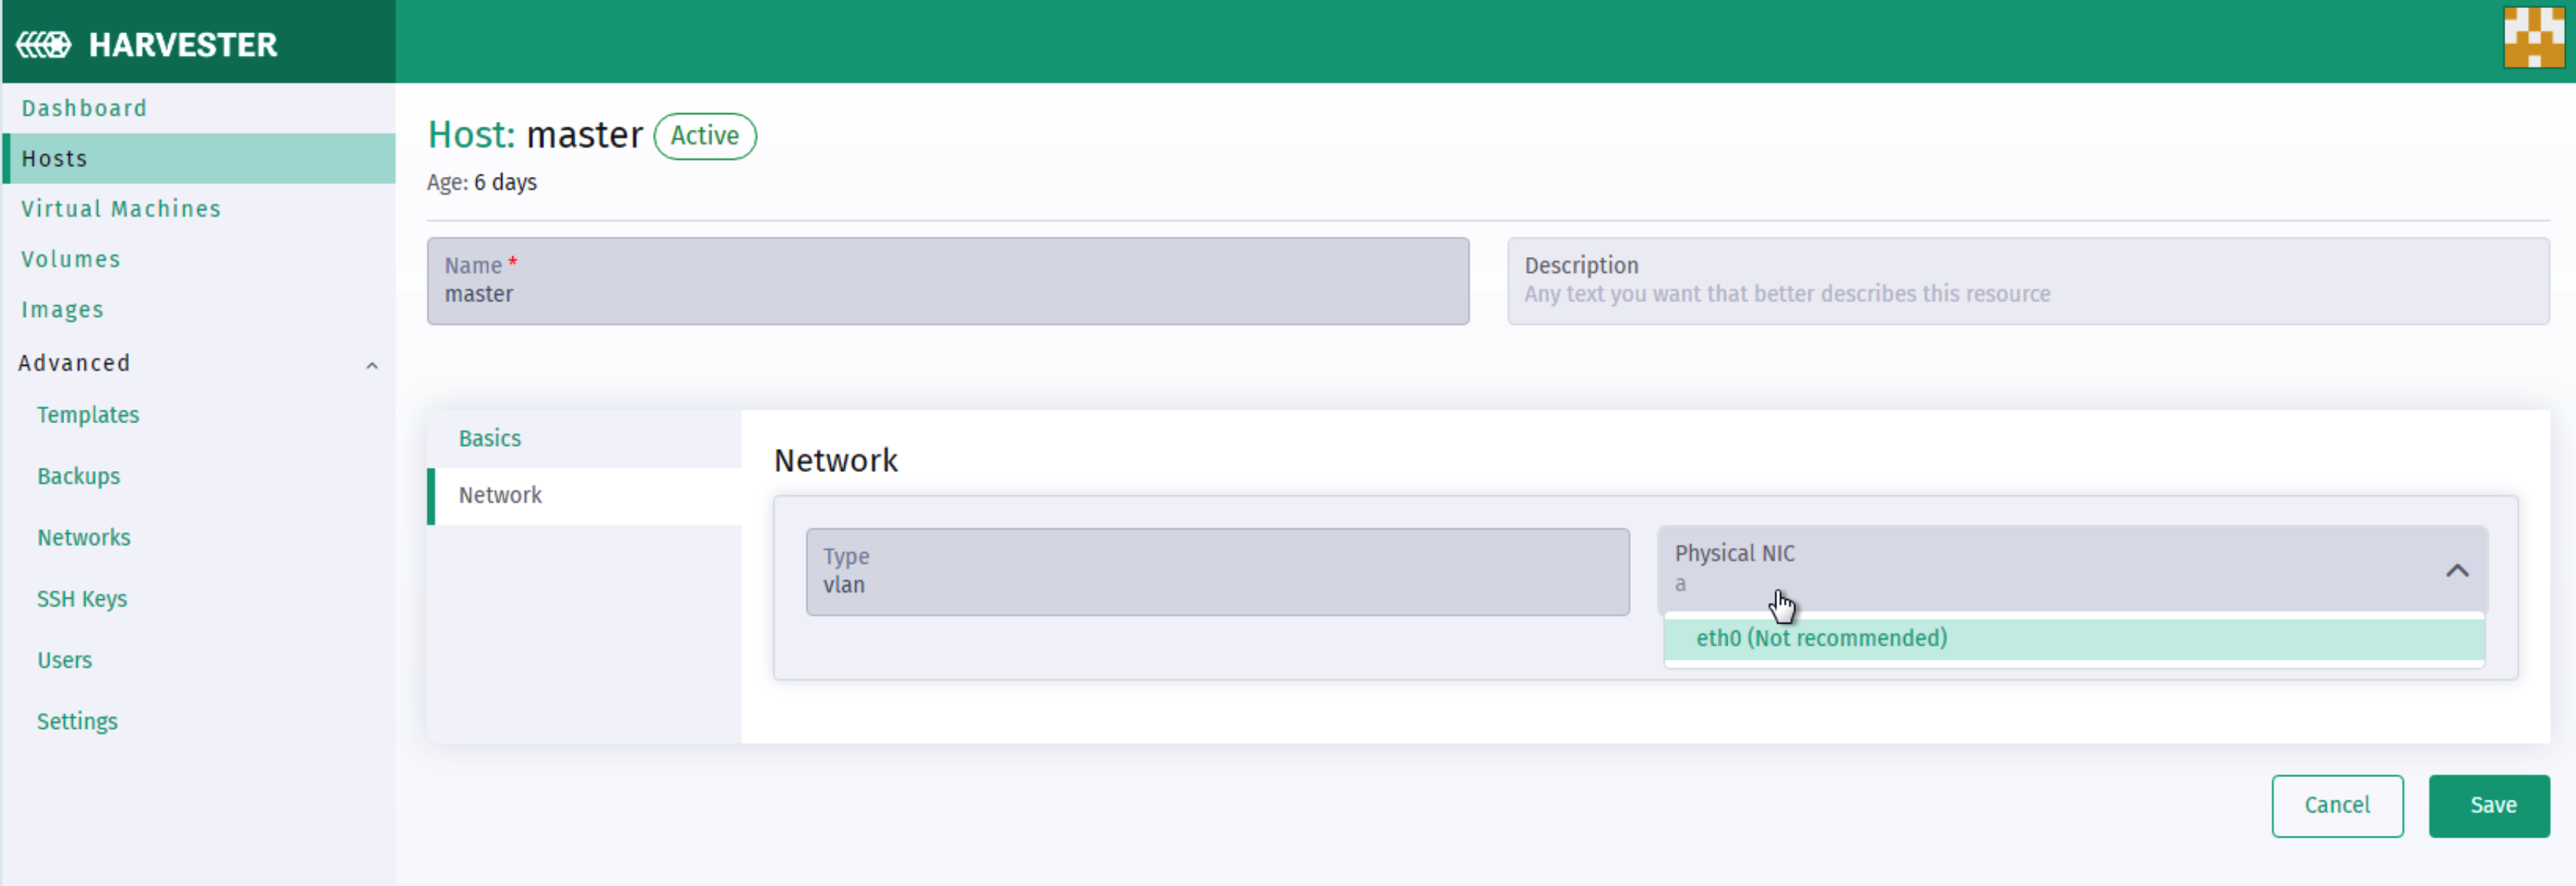 HARVESTER
Dashboard
Hosts
Virtual Machines
Volumes
Images
Advanced
Templates
Backups
Networks
SSH Keys
Users
Settings
Host: master Active
Age: 6 days
Name *
master
Description
Any text you want that better describes this resource
Basics
Network
Network
Type
vlan
Physical NIC
a
eth0 (Not recommended)
Cancel
Save